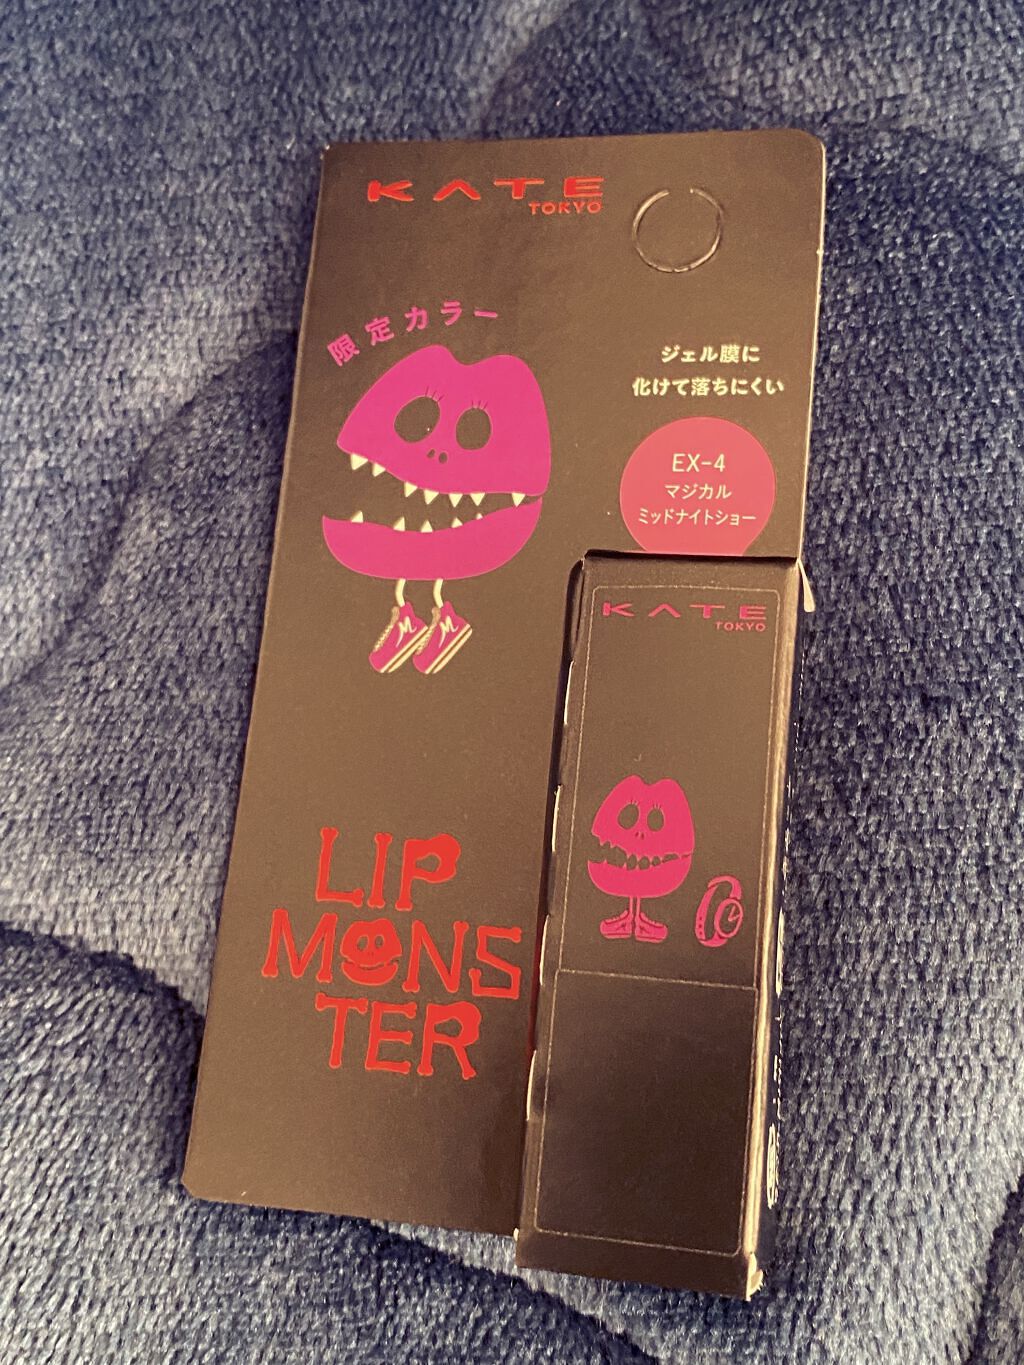 KATE
TOKYO
限定カラー
ジェル膜に
化けて落ちにくい
EX-4
マジカル
ミッドナイトショー
KATE
TOKYO
LIP
MONS
TER